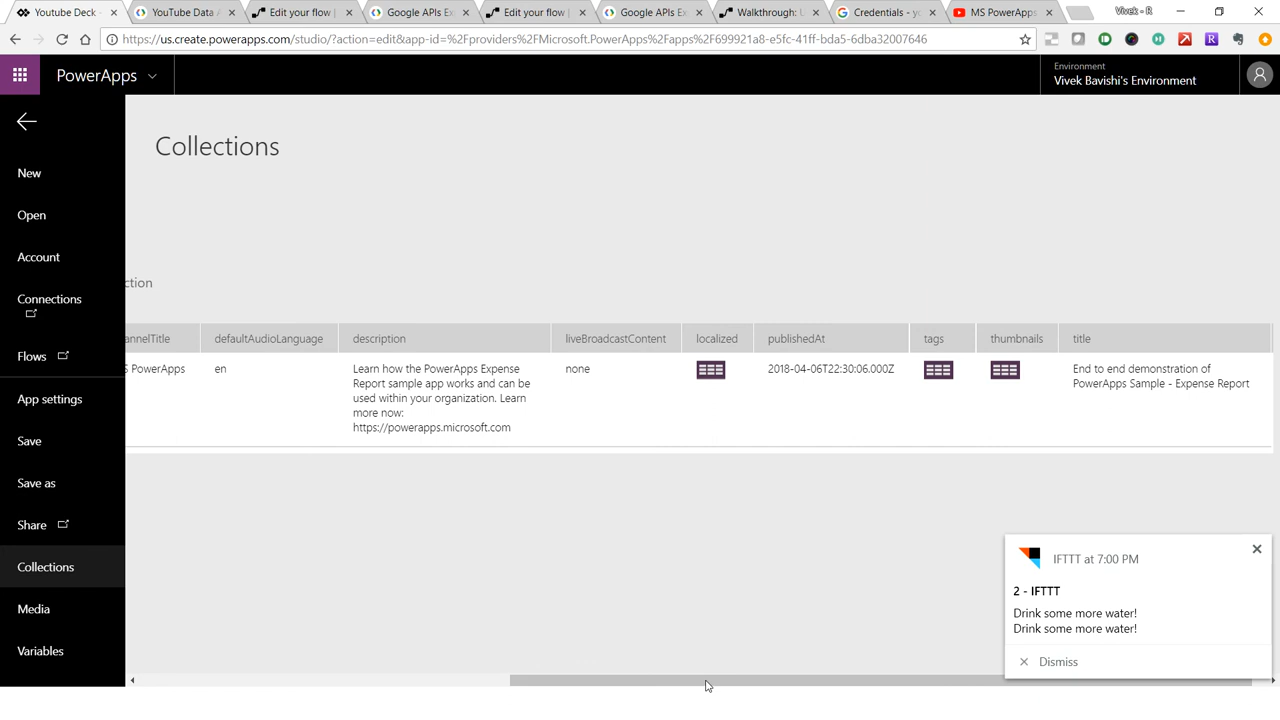 Youtube Deck -
YouTube Data A
Edit your flow |
Google APIs Ex
Edit your flow |
Google APIs Ex
Walkthrough: U
Credentials - yo
MS PowerApps
Vivek - R
https://us.create.powerapps.com/studio/?action=edit&app-id=%2Fproviders%2FMicrosoft.PowerApps%2Fapps%2F699921a8-e5fc-41ff-bda5-6dba32007646
PowerApps
Environment
Vivek Bavishi's Environment
Collections
New
Open
Account
Connections
Flows
App settings
Save
Save as
Share
Collections
Media
Variables
ction
annelTitle
defaultAudioLanguage
description
liveBroadcastContent
localized
publishedAt
tags
thumbnails
title
S PowerApps
en
Learn how the PowerApps Expense
Report sample app works and can be
used within your organization. Learn
more now:
https://powerapps.microsoft.com
none
2018-04-06T22:30:06.000Z
End to end demonstration of
PowerApps Sample - Expense Report
IFTTT at 7:00 PM
2 - IFTTT
Drink some more water!
Drink some more water!
Dismiss